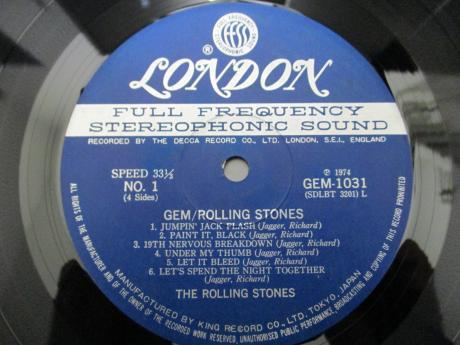 FFSS
FULL FREQUENCY
STEREOPHONIC SOUND
®
LONDON
FULL FREQUENCY
STEREOPHONIC SOUND
RECORDED BY THE DECCA RECORD CO., LTD. LONDON, S.E.I., ENGLAND
SPEED 33⅓
NO. 1
(4 Sides)
℗ 1974
GEM-1031
(SDLBT 3201) L
GEM/ROLLING STONES
1. JUMPIN' JACK FLASH (Jagger, Richard)
2. PAINT IT, BLACK (Jagger, Richard)
3. 19TH NERVOUS BREAKDOWN (Jagger, Richard)
4. UNDER MY THUMB (Jagger, Richard)
5. LET IT BLEED (Jagger, Richard)
6. LET'S SPEND THE NIGHT TOGETHER
(Jagger, Richard)
THE ROLLING STONES
MANUFACTURED BY KING RECORD CO., LTD. TOKYO, JAPAN
ALL RIGHTS OF THE MANUFACTURER AND OF THE OWNER OF THE RECORDED WORK RESERVED. UNAUTHORISED PUBLIC PERFORMANCE, BROADCASTING AND COPYING OF THIS RECORD PROHIBITED